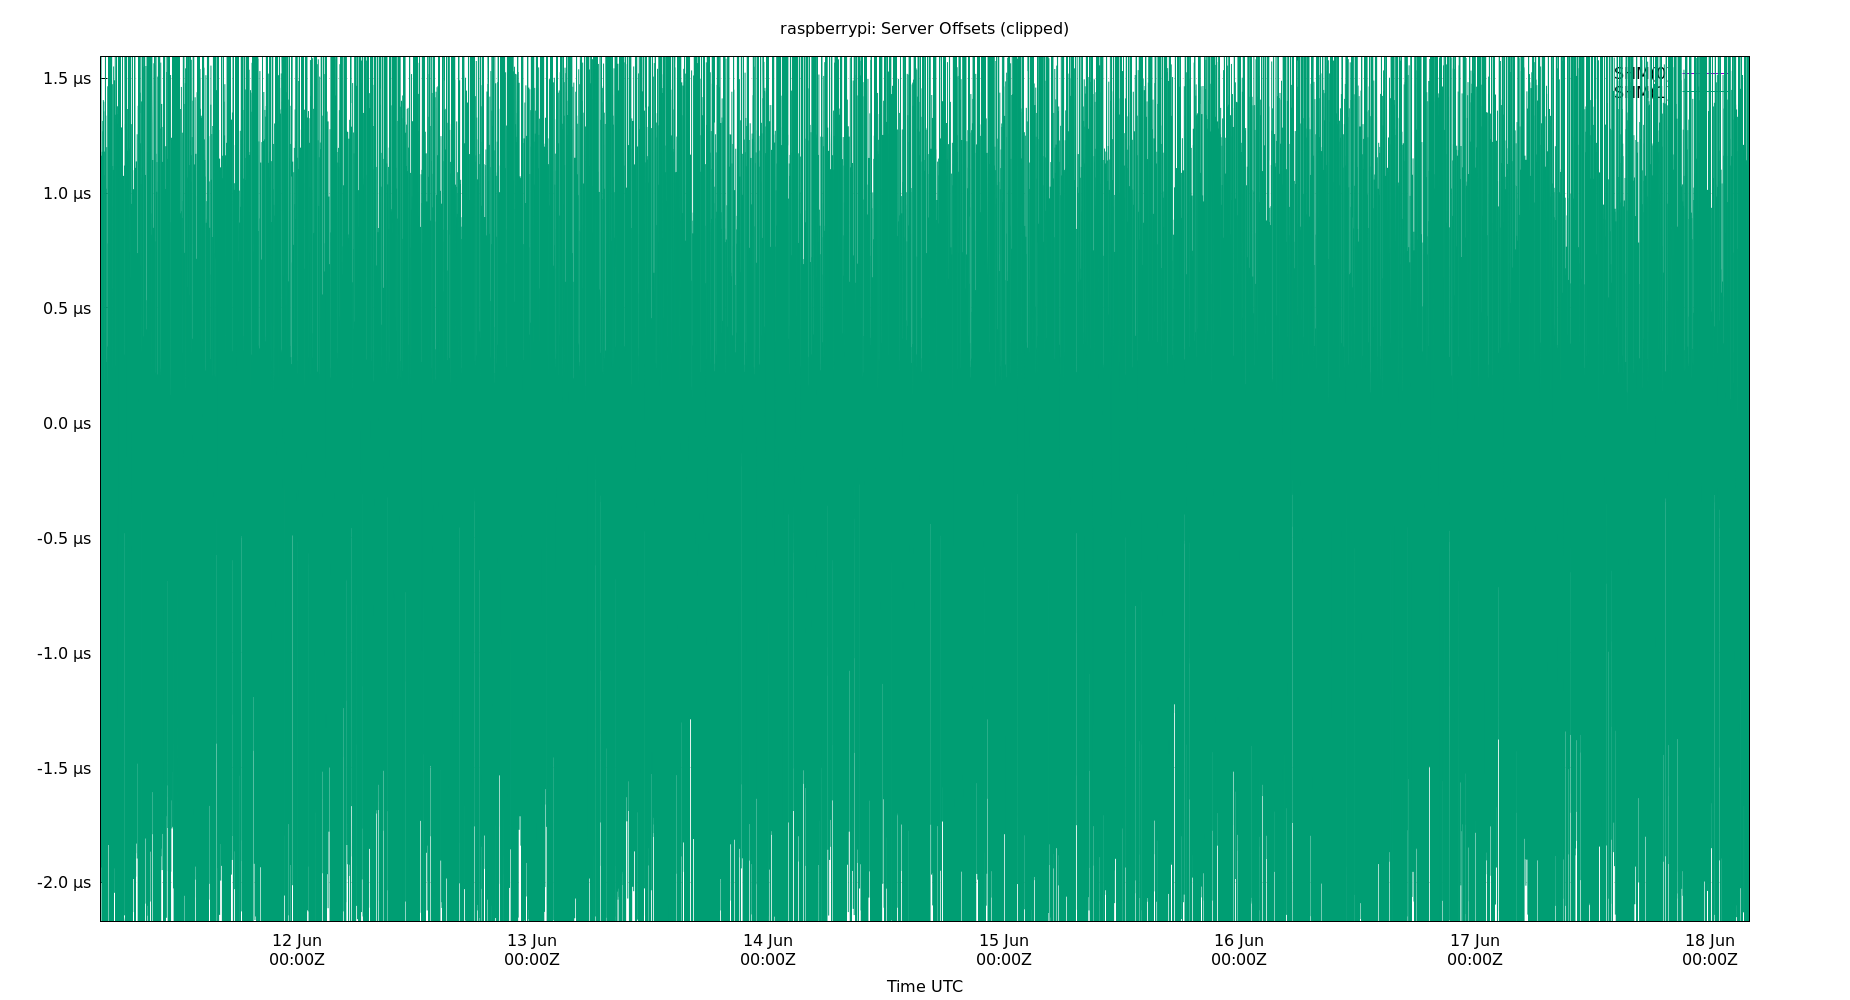 raspberrypi: Server Offsets (clipped)
1.5 µs
1.0 µs
0.5 µs
0.0 µs
-0.5 µs
-1.0 µs
-1.5 µs
-2.0 µs
12 Jun 13 Jun 14 Jun 15 Jun 16 Jun 17 Jun 18 Jun
00:00Z 00:00Z 00:00Z 00:00Z 00:00Z 00:00Z 00:00Z
Time UTC